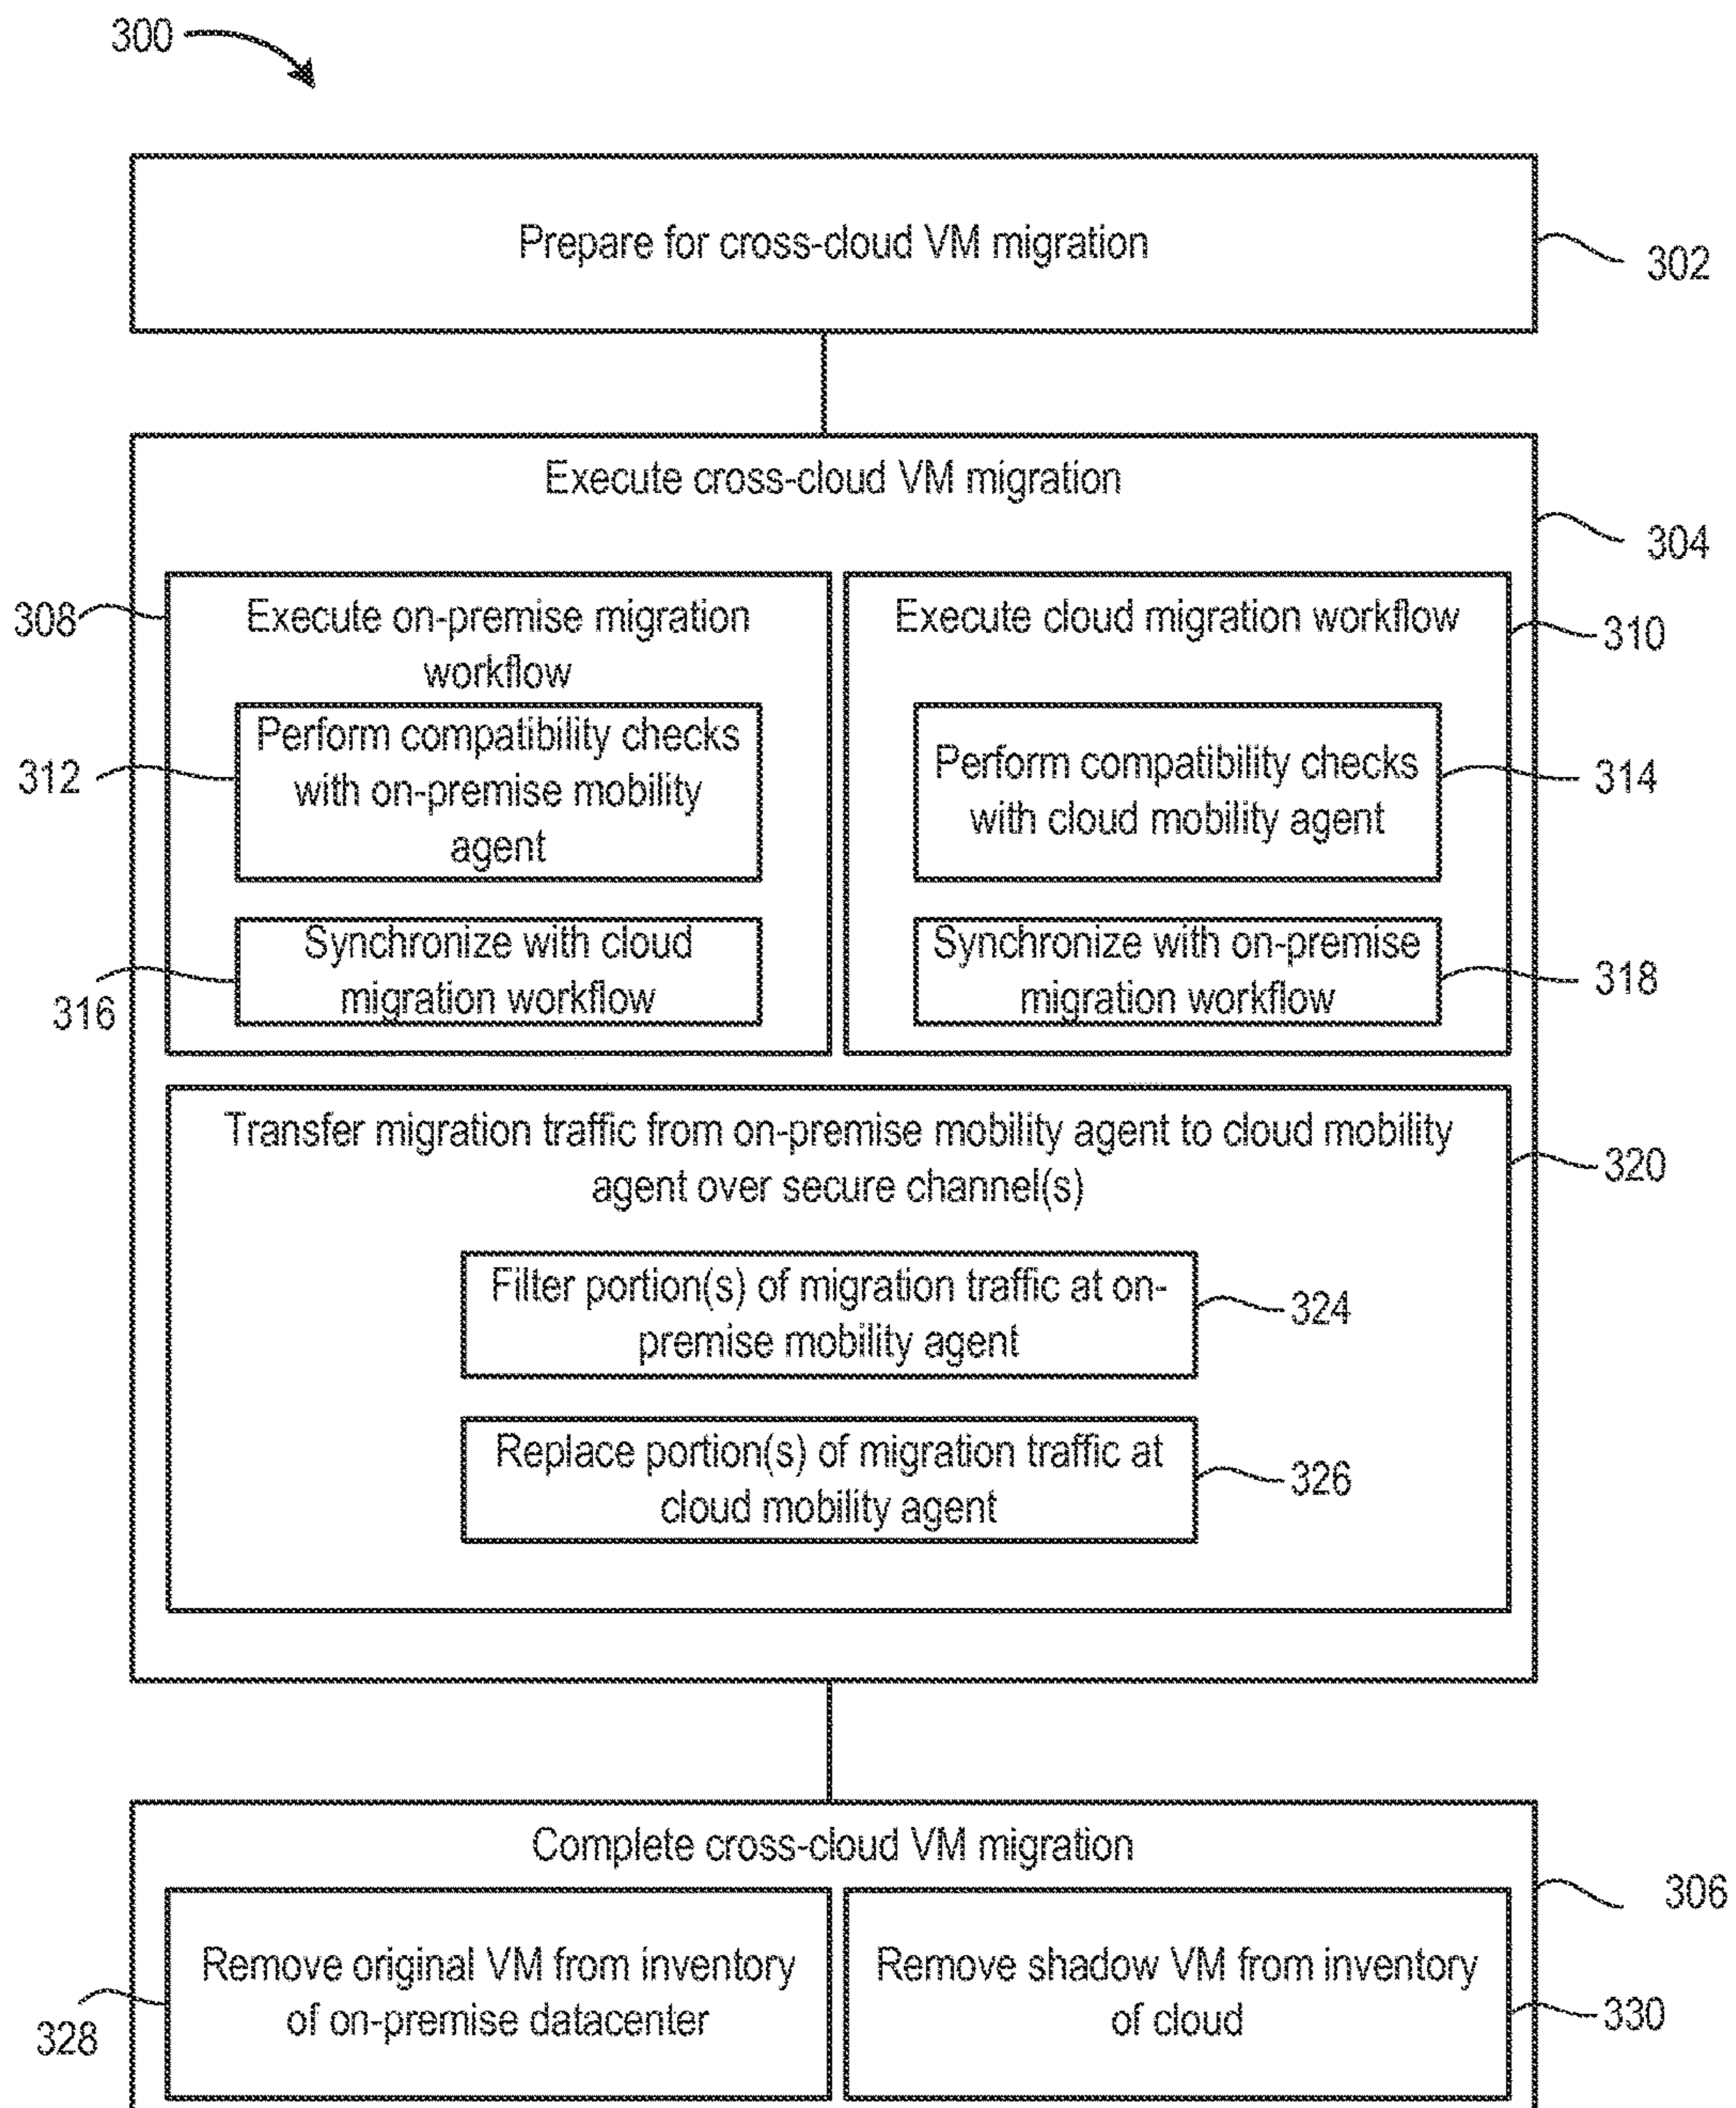 300
Prepare for cross-cloud VM migration
302
Execute cross-cloud VM migration
304
308
Execute on-premise migration
workflow
Execute cloud migration workflow
310
Perform compatibility checks
with on-premise mobility
agent
312
Perform compatibility checks
with cloud mobility agent
314
Synchronize with cloud
migration workflow
316
Synchronize with on-premise
migration workflow
318
Transfer migration traffic from on-premise mobility agent to cloud mobility
agent over secure channel(s)
320
Filter portion(s) of migration traffic at on-
premise mobility agent
324
Replace portion(s) of migration traffic at
cloud mobility agent
326
Complete cross-cloud VM migration
306
Remove original VM from inventory
of on-premise datacenter
328
Remove shadow VM from inventory
of cloud
330